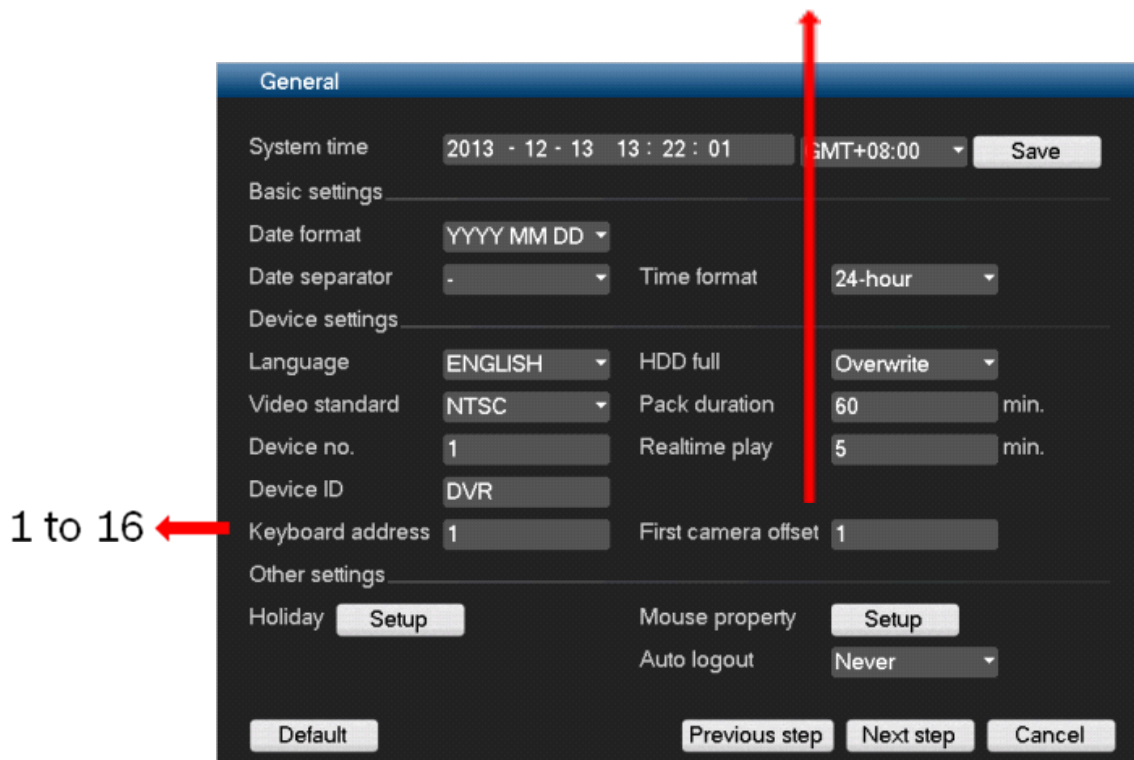 General
System time 2013 - 12 - 13 13 : 22 : 01 GMT+08:00 Save
Basic settings
Date format YYYY MM DD
Date separator - Time format 24-hour
Device settings
Language ENGLISH HDD full Overwrite
Video standard NTSC Pack duration 60 min.
Device no. 1 Realtime play 5 min.
Device ID DVR
1 to 16 Keyboard address 1 First camera offset 1
Other settings
Holiday Setup Mouse property Setup
Auto logout Never
Default Previous step Next step Cancel